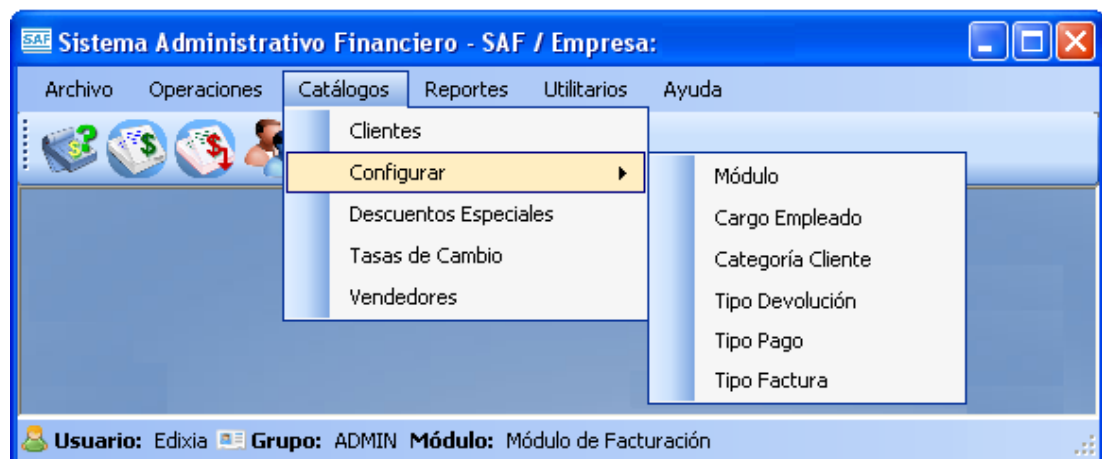 SAF Sistema Administrativo Financiero - SAF / Empresa:
Archivo Operaciones Catálogos Reportes Utilitarios Ayuda
Clientes
Configurar
Descuentos Especiales
Tasas de Cambio
Vendedores
Módulo
Cargo Empleado
Categoría Cliente
Tipo Devolución
Tipo Pago
Tipo Factura
Usuario: Edixia Grupo: ADMIN Módulo: Módulo de Facturación